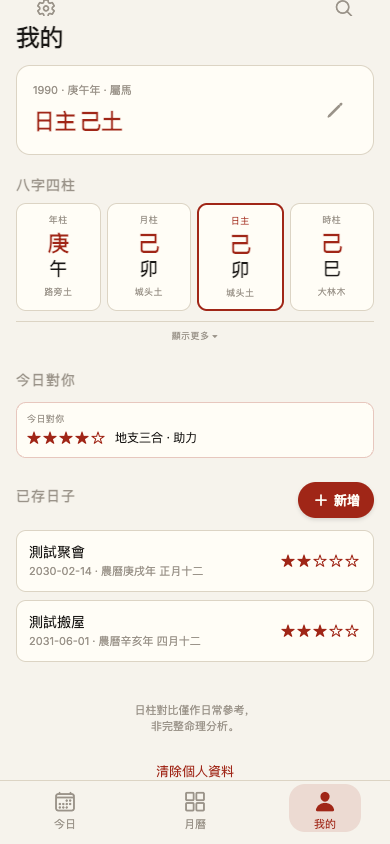 我的
1990 · 庚午年 · 屬馬
日主 己土
八字四柱
年柱 月柱 日主 時柱
庚 己 己 己
午 卯 卯 巳
路旁土 城头土 城头土 大林木
顯示更多
今日對你
今日對你
★★★★☆ 地支三合 · 助力
已存日子
+ 新增
測試聚會
2030-02-14 · 農曆庚戌年 正月十二
★★☆☆☆
測試搬屋
2031-06-01 · 農曆辛亥年 四月十二
★★★☆☆
日柱對比僅作日常參考，
非完整命理分析。
清除個人資料
今日 月曆 我的